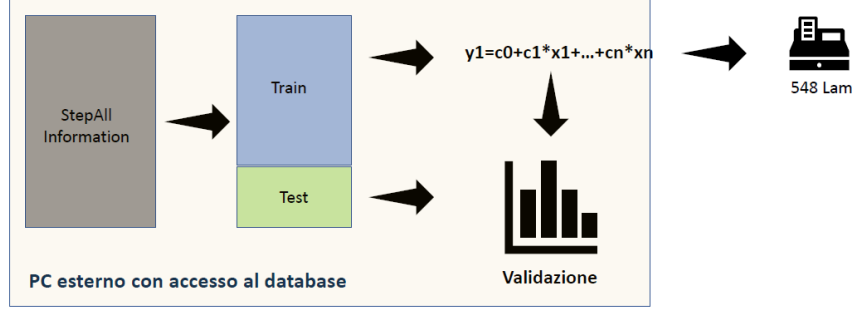 StepAll
Information
Train
Test
y1=c0+c1*x1+...+cn*xn
548 Lam
Validazione
PC esterno con accesso al database